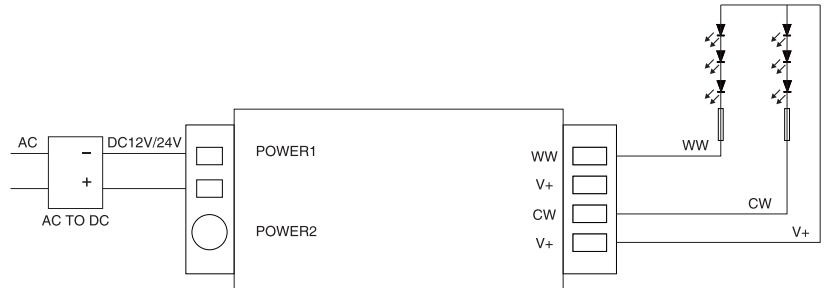 AC
DC12V/24V
−
+
AC TO DC
POWER1
POWER2
WW
V+
CW
V+
WW
CW
V+